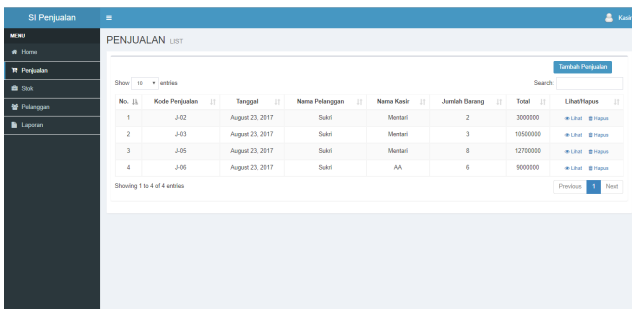 SI Penjualan
Kasir
MENU
Home
Penjualan
Stok
Pelanggan
Laporan
PENJUALAN LIST
Tambah Penjualan
Show 10 entries Search:
No. Kode Penjualan Tanggal Nama Pelanggan Nama Kasir Jumlah Barang Total Lihat/Hapus
1 J-02 August 23, 2017 Sukri Mentari 2 3000000 Lihat Hapus
2 J-03 August 23, 2017 Sukri Mentari 3 10500000 Lihat Hapus
3 J-05 August 23, 2017 Sukri Mentari 8 12700000 Lihat Hapus
4 J-06 August 23, 2017 Sukri AA 6 9000000 Lihat Hapus
Showing 1 to 4 of 4 entries Previous 1 Next